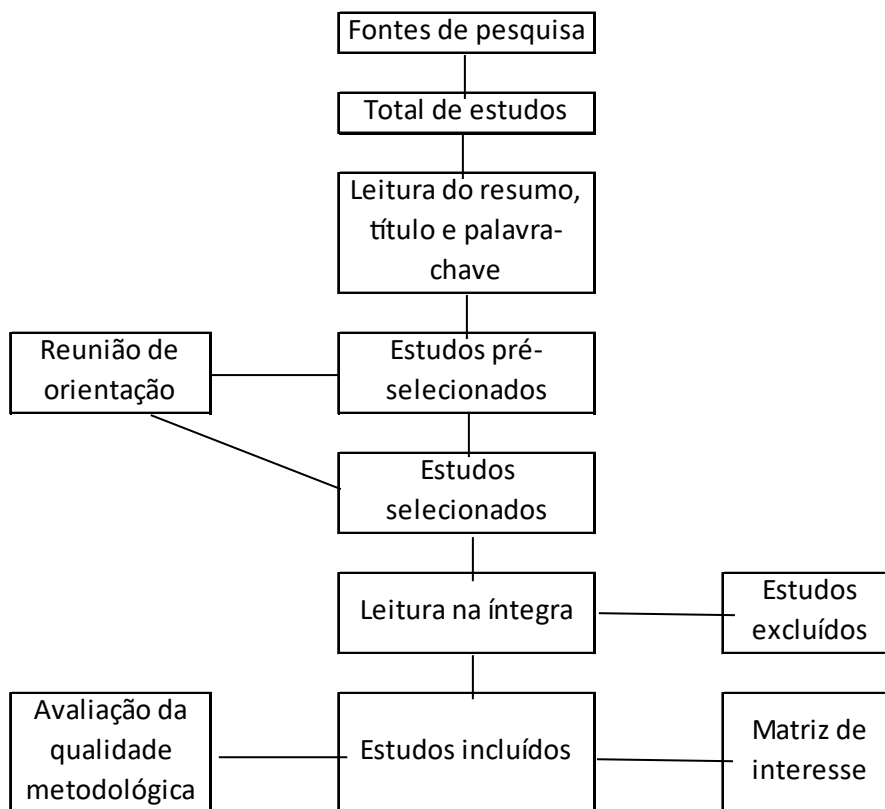 Fontes de pesquisa
Total de estudos
Leitura do resumo,
título e palavra-
chave
Reunião de
orientação
Estudos pré-
selecionados
Estudos
selecionados
Leitura na íntegra
Estudos
excluídos
Avaliação da
qualidade
metodológica
Estudos incluídos
Matriz de
interesse